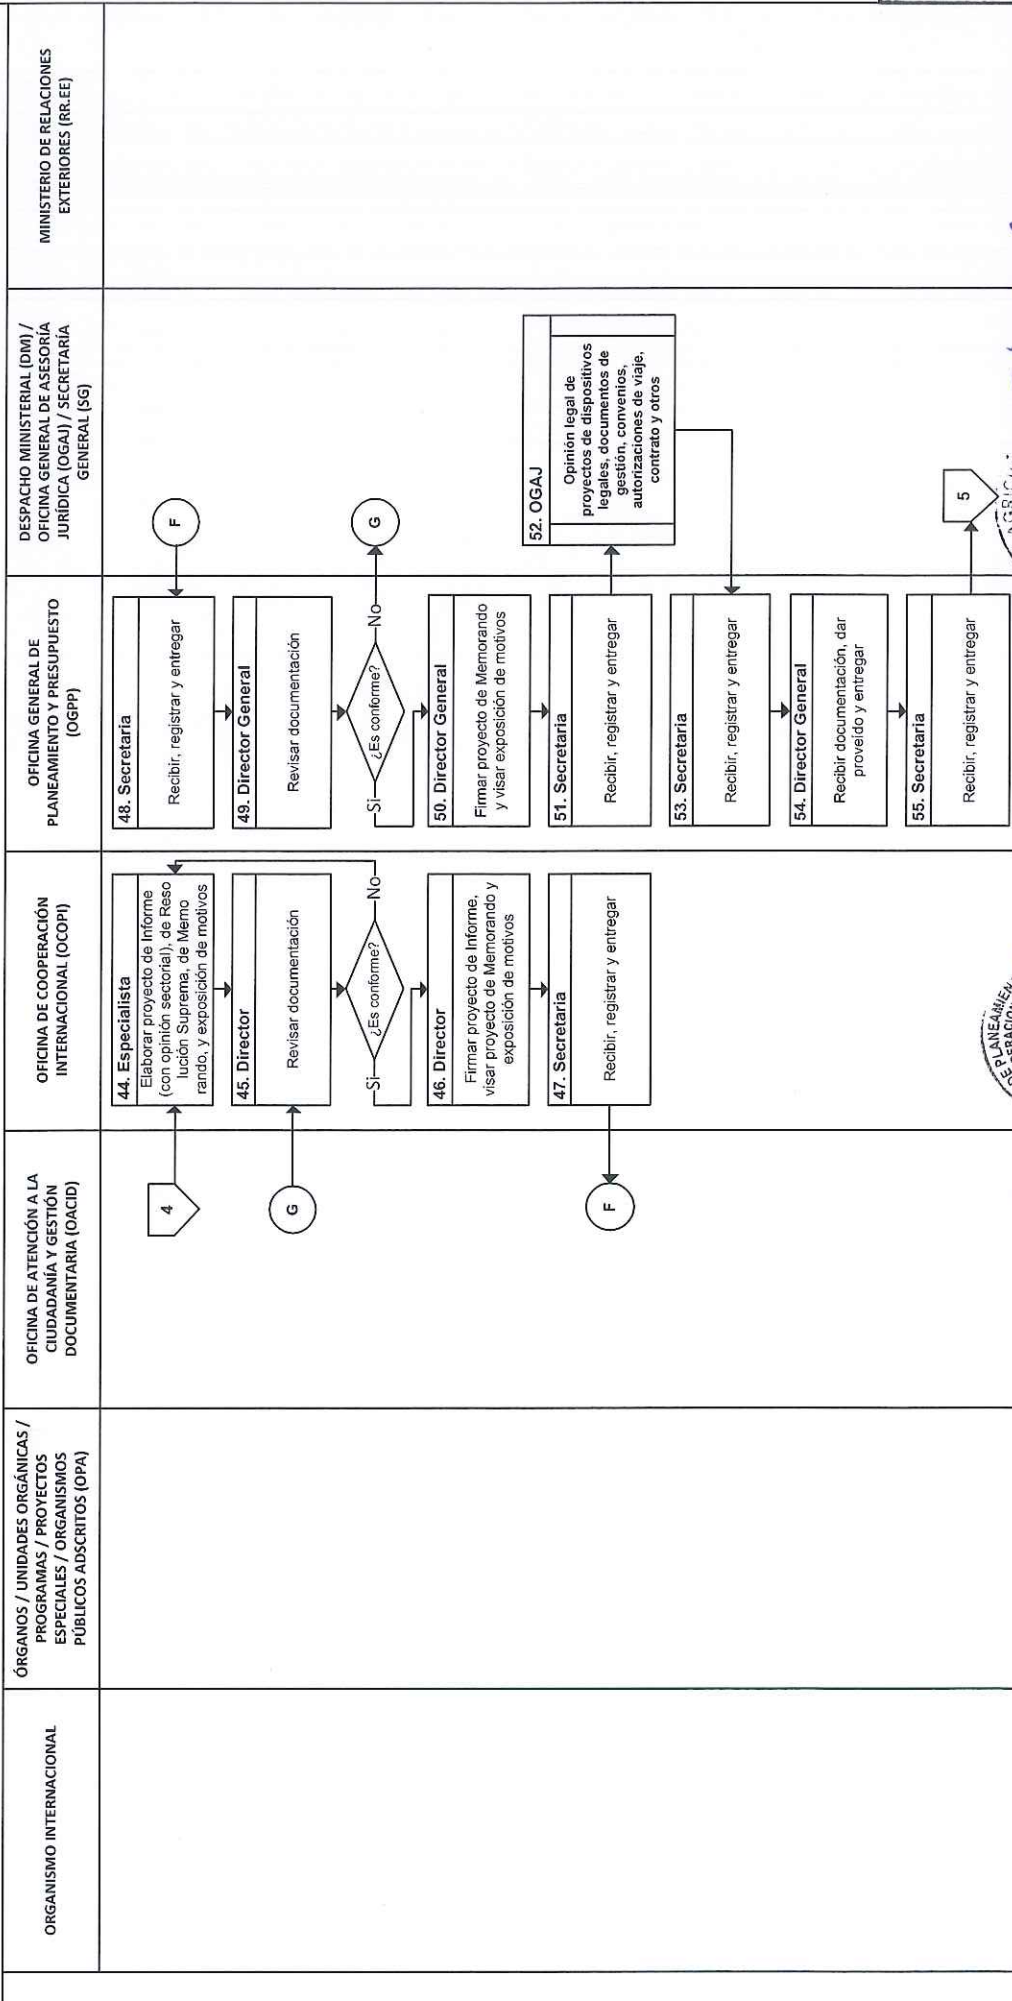 ORGANISMO INTERNACIONAL
ÓRGANOS / UNIDADES ORGÁNICAS /
PROGRAMAS / PROYECTOS
ESPECIALES / ORGANISMOS
PÚBLICOS ADSCRITOS (OPA)
OFICINA DE ATENCIÓN A LA
CIUDADANÍA Y GESTIÓN
DOCUMENTARIA (OACID)
OFICINA DE COOPERACIÓN
INTERNACIONAL (OCOPI)
OFICINA GENERAL DE
PLANEAMIENTO Y PRESUPUESTO
(OGPP)
DESPACHO MINISTERIAL (DM) /
OFICINA GENERAL DE ASESORÍA
JURÍDICA (OGAJ) / SECRETARÍA
GENERAL (SG)
MINISTERIO DE RELACIONES
EXTERIORES (RR.EE)
4
G
F
44. Especialista
Elaborar proyecto de Informe
(con opinión sectorial), de Reso
lución Suprema, de Memo
rando, y exposición de motivos
45. Director
Revisar documentación
Si
¿Es conforme?
No
46. Director
Firmar proyecto de Informe,
visar proyecto de Memorando y
exposición de motivos
47. Secretaria
Recibir, registrar y entregar
48. Secretaria
Recibir, registrar y entregar
49. Director General
Revisar documentación
Si
¿Es conforme?
No
50. Director General
Firmar proyecto de Memorando
y visar exposición de motivos
51. Secretaria
Recibir, registrar y entregar
53. Secretaria
Recibir, registrar y entregar
54. Director General
Recibir documentación, dar
proveído y entregar
55. Secretaria
Recibir, registrar y entregar
F
G
52. OGAJ
Opinión legal de
proyectos de dispositivos
legales, documentos de
gestión, convenios,
autorizaciones de viaje,
contrato y otros
5